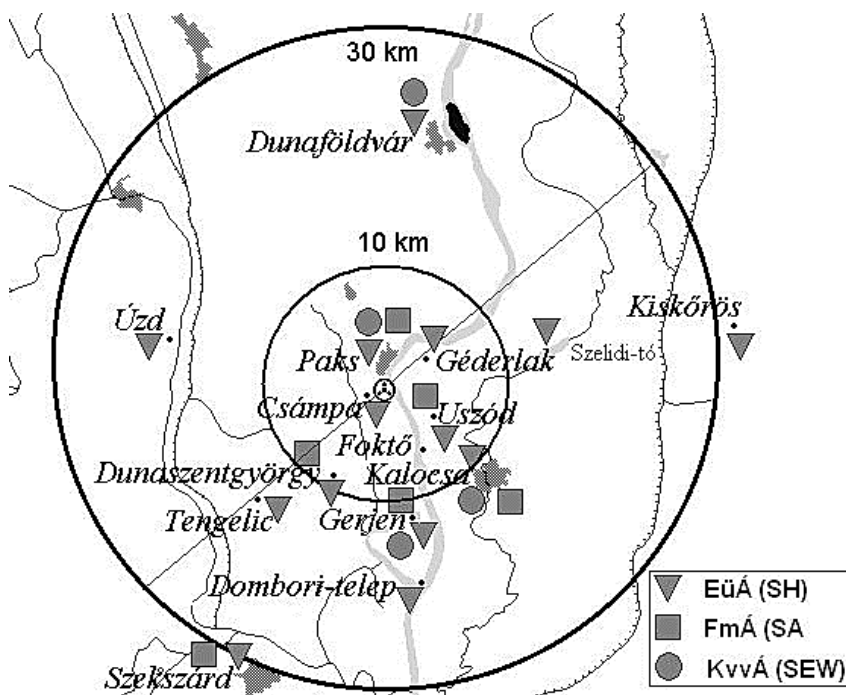 30 km
Dunaföldvár
10 km
Úzd
Kiskőrös
Paks
Géderlak
Szelidi-tó
Csámpa
Uszód
Foktő
Dunaszentgyörgy
Kalocsa
Tengelic
Gerjen
Dombori-telep
Szekszárd
EüÁ (SH)
FmÁ (SA
KvvÁ (SEW)